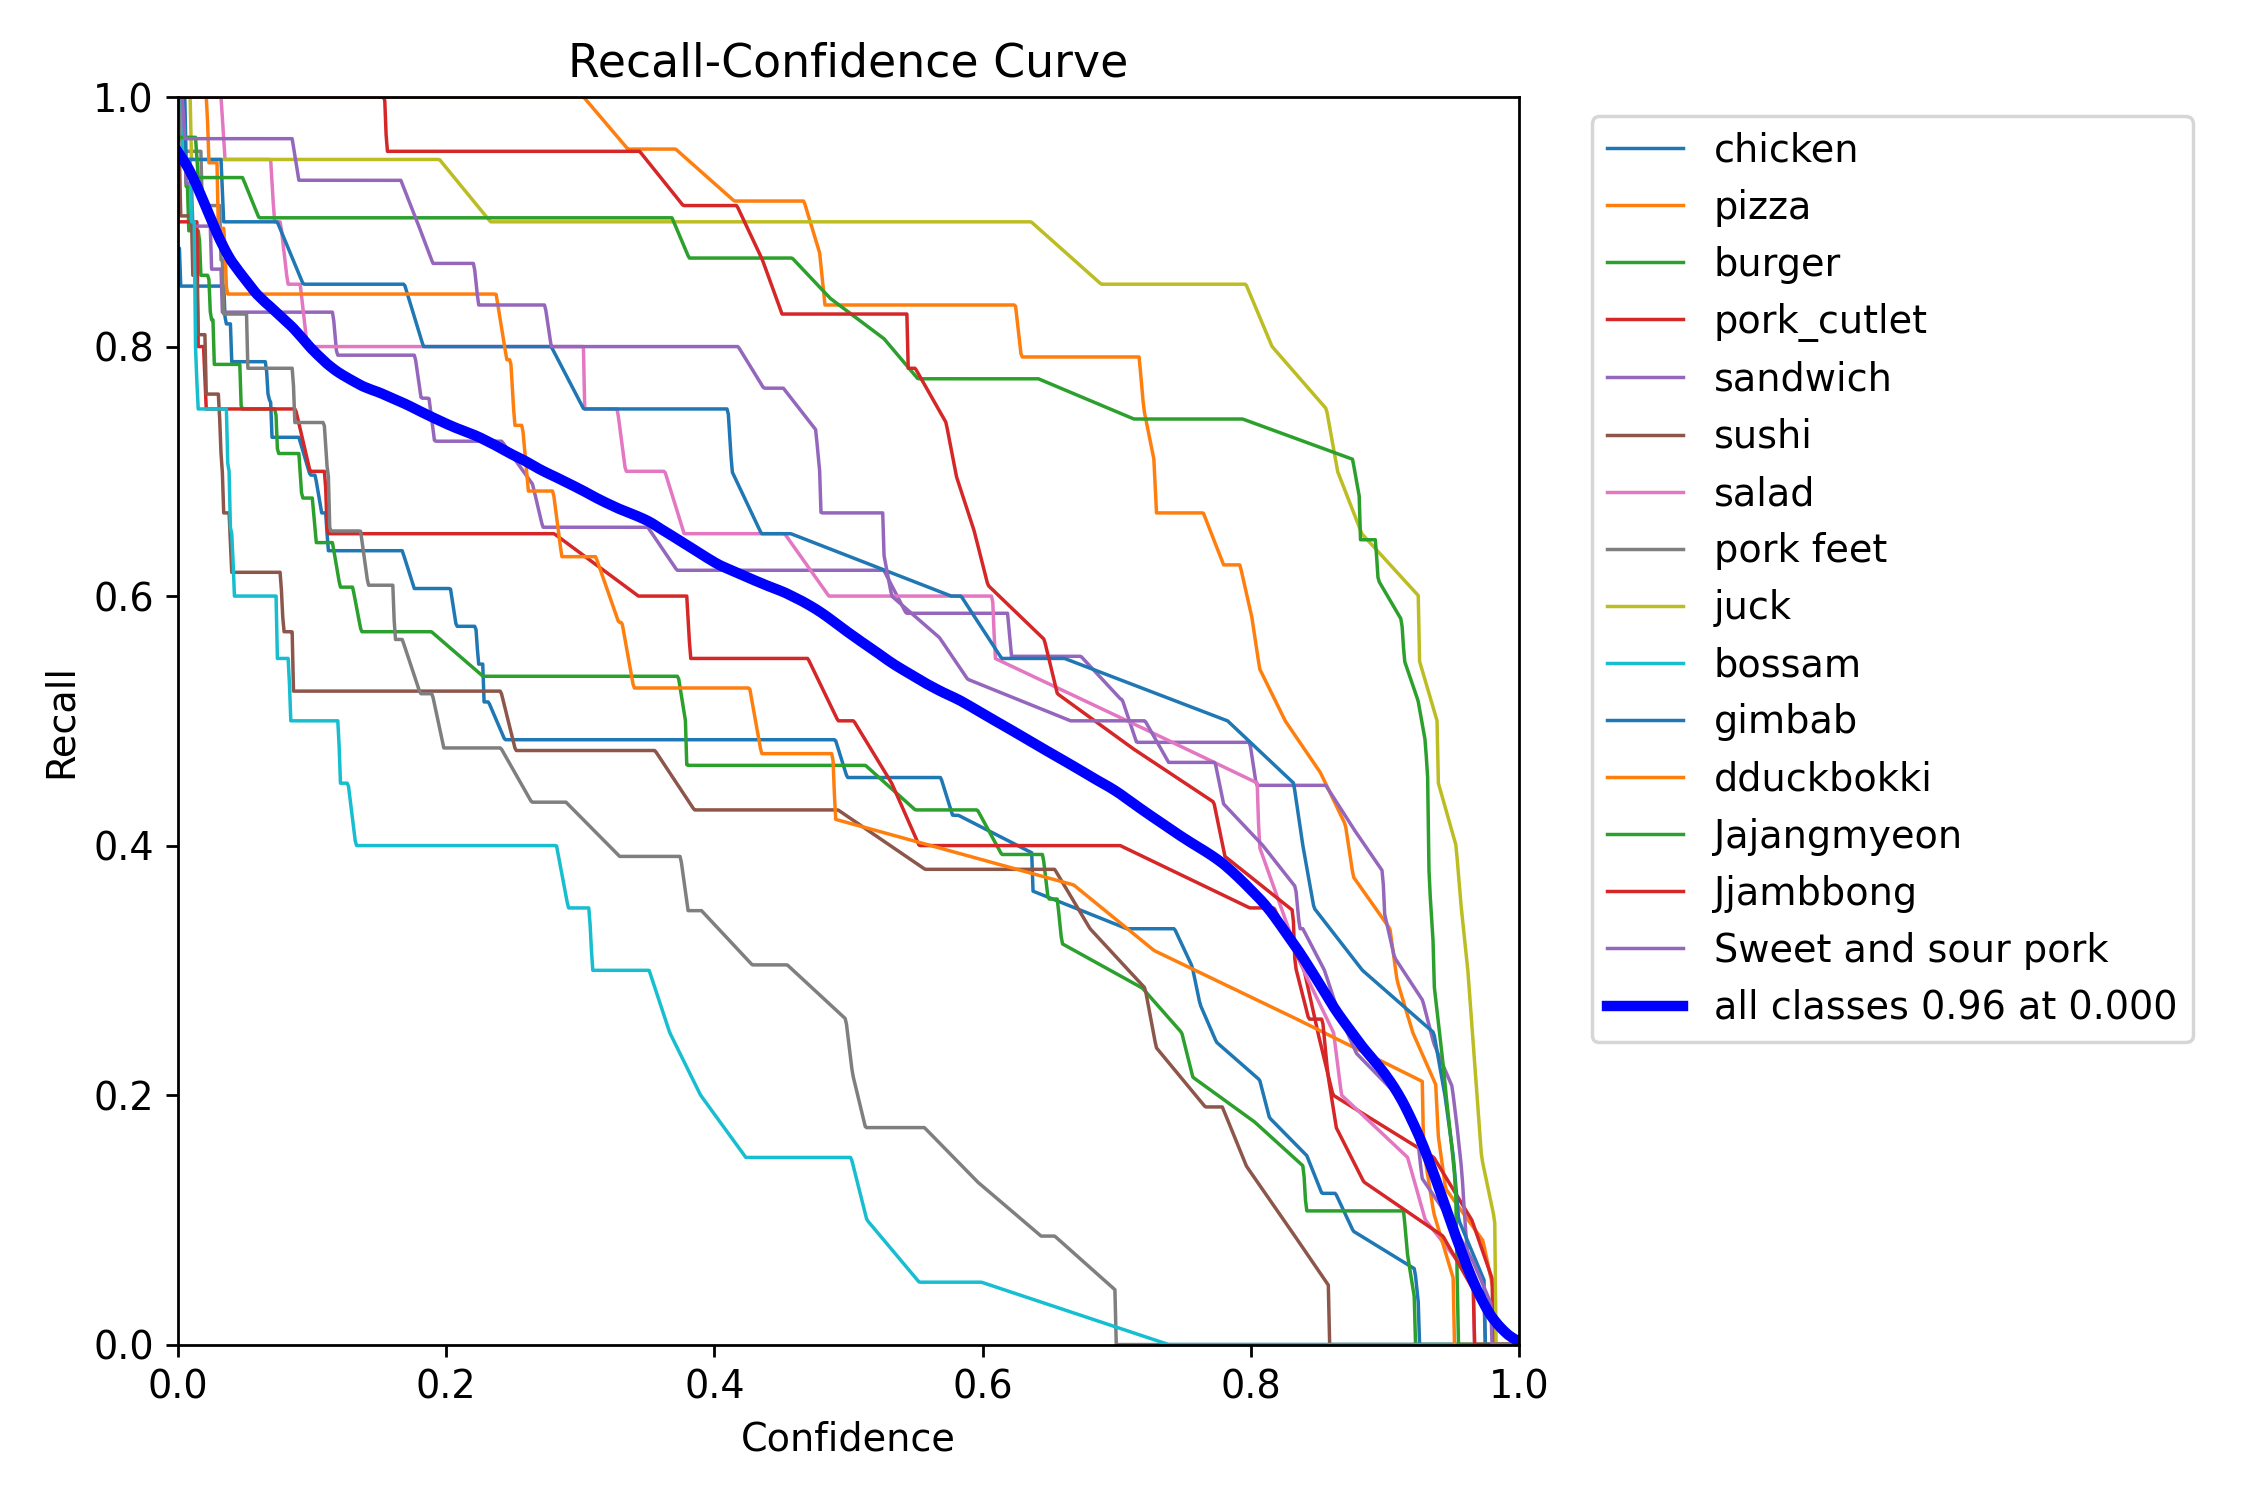 Recall-Confidence Curve
1.0
0.8
0.6
0.4
0.2
0.0
Recall
0.0 0.2 0.4 0.6 0.8 1.0
Confidence
chicken
pizza
burger
pork_cutlet
sandwich
sushi
salad
pork feet
juck
bossam
gimbab
dduckbokki
Jajangmyeon
Jjambbong
Sweet and sour pork
all classes 0.96 at 0.000